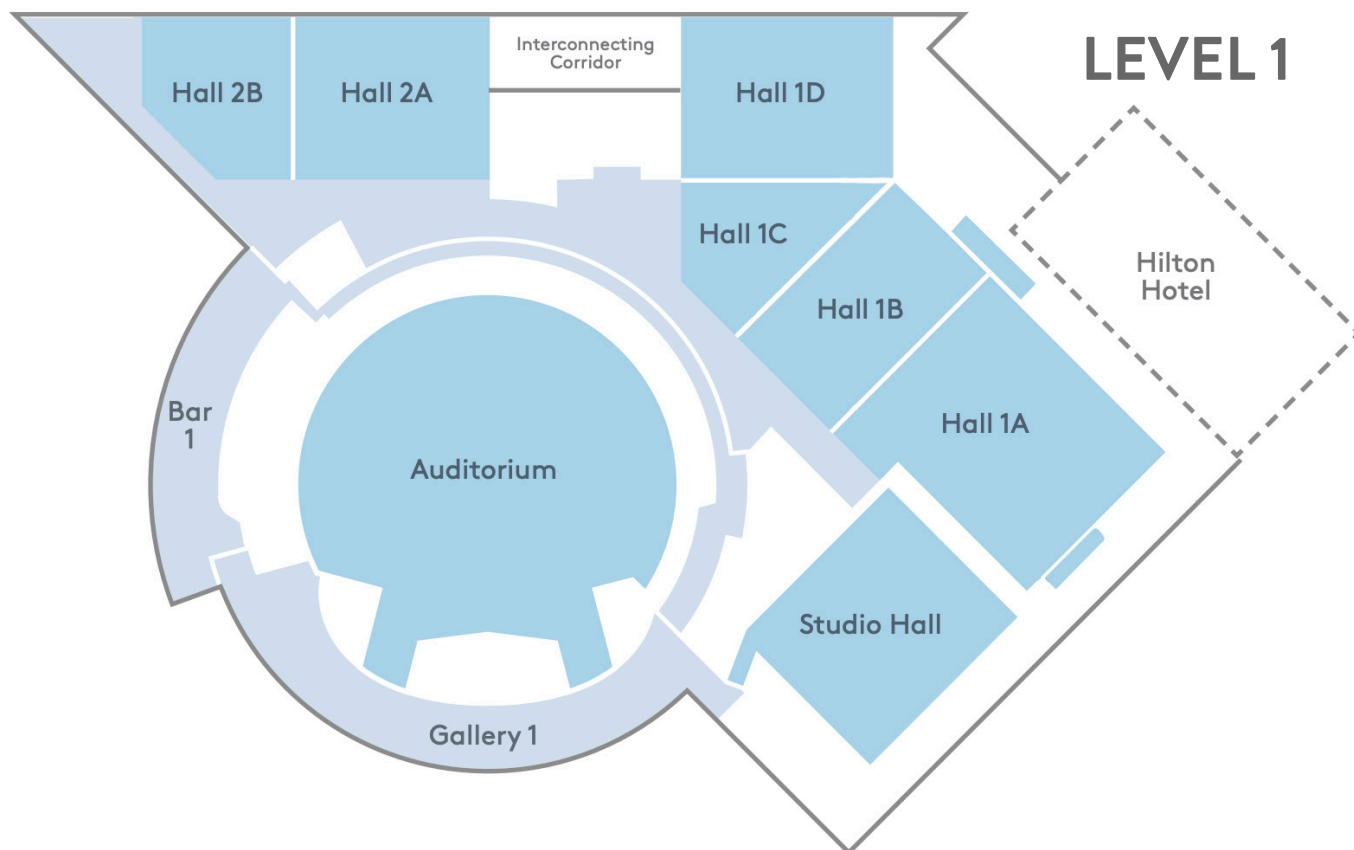 LEVEL 1
Interconnecting
Corridor
Hall 2B
Hall 2A
Hall 1D
Hall 1C
Hilton
Hotel
Hall 1B
Bar
1
Hall 1A
Auditorium
Studio Hall
Gallery 1